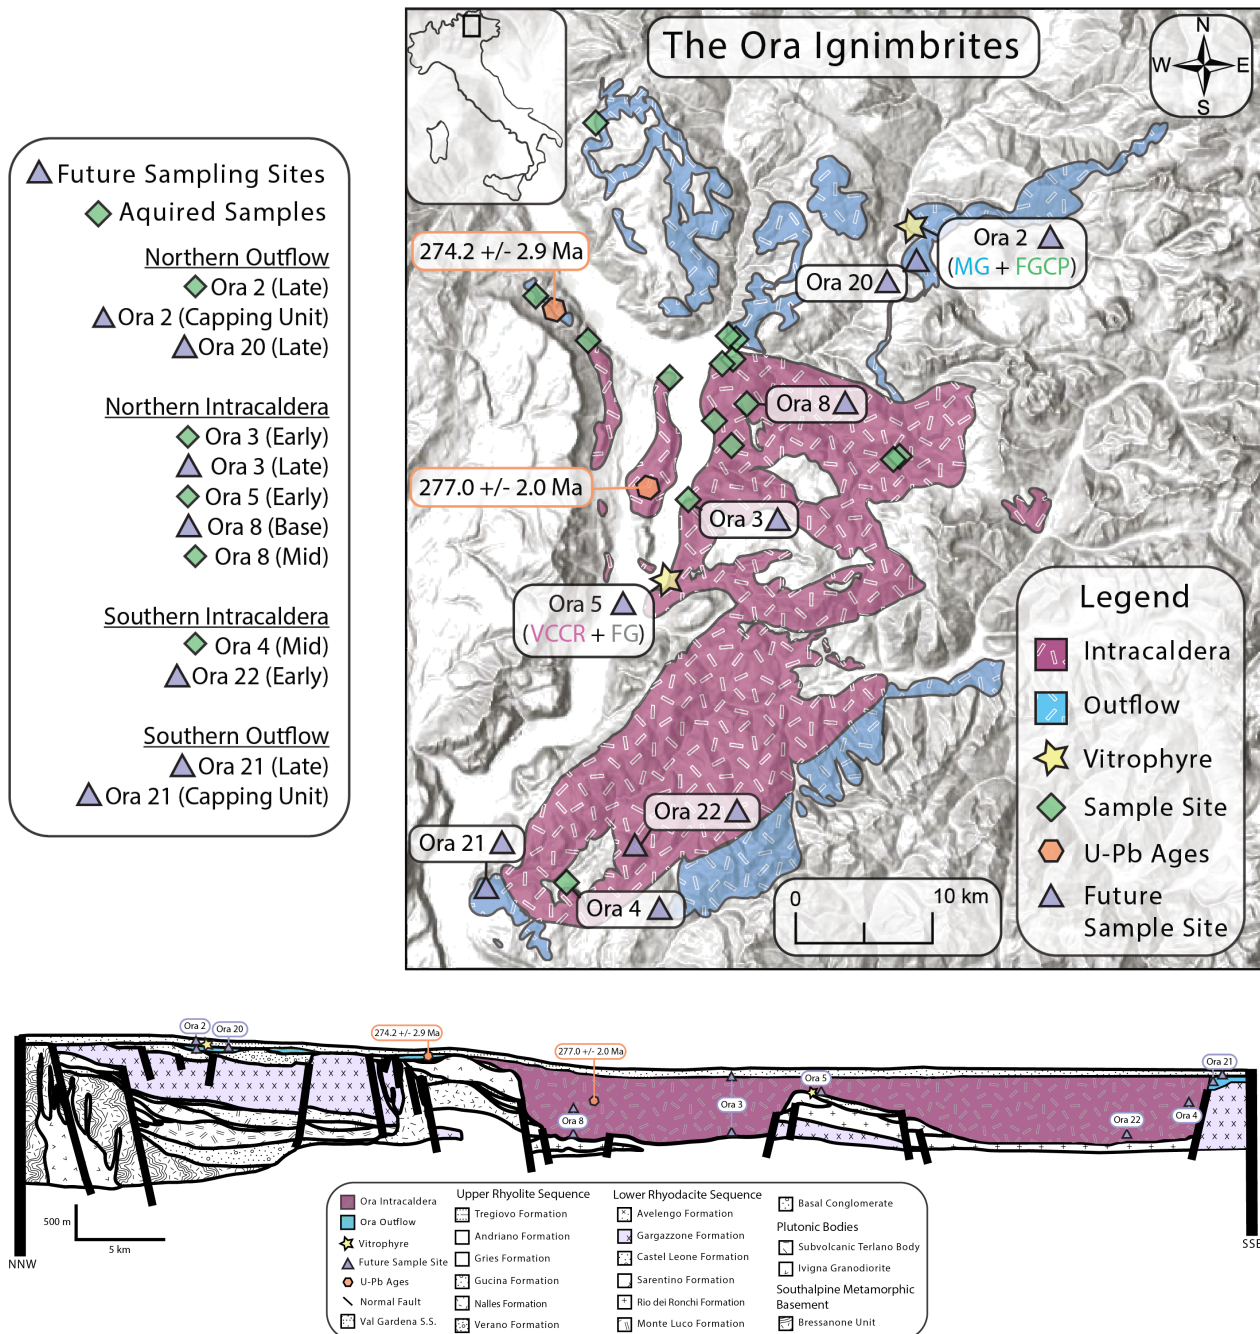 The Ora Ignimbrites
N
W
E
S
Future Sampling Sites
Aquired Samples
Northern Outflow
Ora 2 (Late)
Ora 2 (Capping Unit)
Ora 20 (Late)
Northern Intracaldera
Ora 3 (Early)
Ora 3 (Late)
Ora 5 (Early)
Ora 8 (Base)
Ora 8 (Mid)
Southern Intracaldera
Ora 4 (Mid)
Ora 22 (Early)
Southern Outflow
Ora 21 (Late)
Ora 21 (Capping Unit)
274.2 +/- 2.9 Ma
Ora 2
(MG + FGCP)
Ora 20
Ora 8
277.0 +/- 2.0 Ma
Ora 3
Ora 5
(VCCR + FG)
Ora 22
Ora 21
Ora 4
0
10 km
Legend
Intracaldera
Outflow
Vitrophyre
Sample Site
U-Pb Ages
Future
Sample Site
Ora 2
Ora 20
274.2 +/- 2.9 Ma
277.0 +/- 2.0 Ma
Ora 8
Ora 3
Ora 5
Ora 22
Ora 4
Ora 21
500 m
5 km
NNW
SSE
Ora Intracaldera
Ora Outflow
Vitrophyre
Future Sample Site
U-Pb Ages
Normal Fault
Val Gardena S.S.
Upper Rhyolite Sequence
Tregiovo Formation
Andriano Formation
Gries Formation
Gucina Formation
Nalles Formation
Verano Formation
Lower Rhyodacite Sequence
Avelengo Formation
Gargazzone Formation
Castel Leone Formation
Sarentino Formation
Rio dei Ronchi Formation
Monte Luco Formation
Basal Conglomerate
Plutonic Bodies
Subvolcanic Terlano Body
Ivigna Granodiorite
Southalpine Metamorphic
Basement
Bressanone Unit